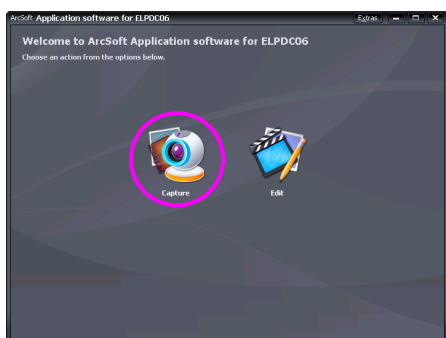 ArcSoft Application software for ELPDC06
Extras
Welcome to ArcSoft Application software for ELPDC06
Choose an action from the options below.
Capture
Edit